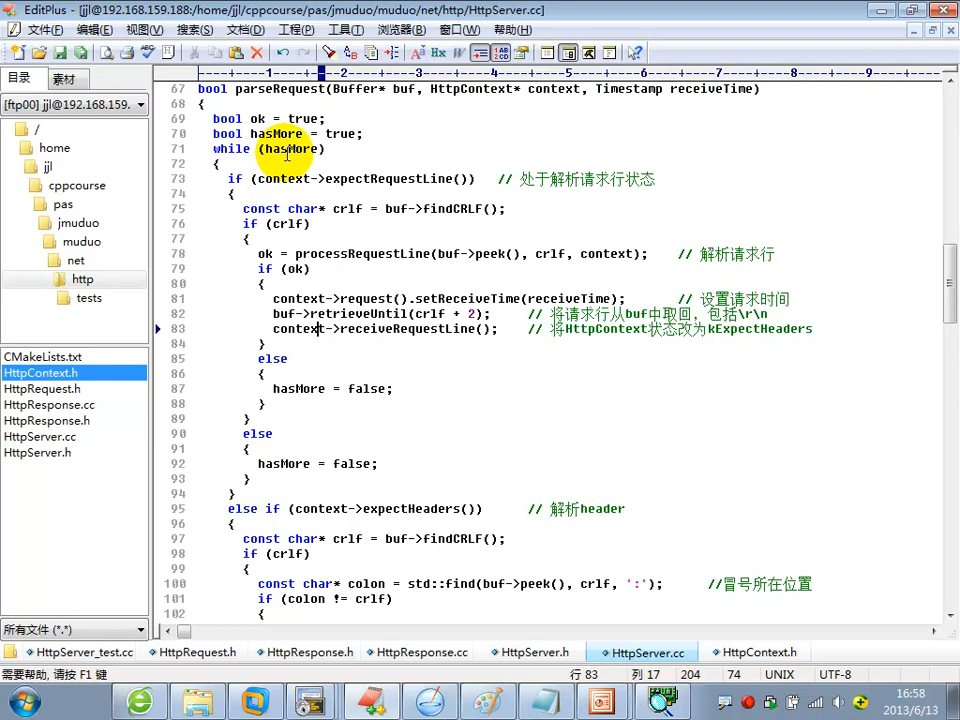 EditPlus - [jjl@192.168.159.188:/home/jjl/cppcourse/pas/jmuduo/muduo/net/http/HttpServer.cc]
文件(F) 编辑(E) 视图(V) 搜索(S) 文档(D) 工程(P) 工具(T) 浏览器(B) 窗口(W) 帮助(H)
目录 素材
[ftp00] jjl@192.168.159.
/
home
jjl
cppcourse
pas
jmuduo
muduo
net
http
tests
CMakeLists.txt
HttpContext.h
HttpRequest.h
HttpResponse.cc
HttpResponse.h
HttpServer.cc
HttpServer.h
所有文件 (*.*)
----+----1----+----2----+----3----+----4----+----5----+----6----+----7----+----8----+----9----+--
67 bool parseRequest(Buffer* buf, HttpContext* context, Timestamp receiveTime)
68 {
69 bool ok = true;
70 bool hasMore = true;
71 while (hasMore)
72 {
73 if (context->expectRequestLine()) // 处于解析请求行状态
74 {
75 const char* crlf = buf->findCRLF();
76 if (crlf)
77 {
78 ok = processRequestLine(buf->peek(), crlf, context); // 解析请求行
79 if (ok)
80 {
81 context->request().setReceiveTime(receiveTime); // 设置请求时间
82 buf->retrieveUntil(crlf + 2); // 将请求行从buf中取回，包括\r\n
83 context->receiveRequestLine(); // 将HttpContext状态改为kExpectHeaders
84 }
85 else
86 {
87 hasMore = false;
88 }
89 }
90 else
91 {
92 hasMore = false;
93 }
94 }
95 else if (context->expectHeaders()) // 解析header
96 {
97 const char* crlf = buf->findCRLF();
98 if (crlf)
99 {
100 const char* colon = std::find(buf->peek(), crlf, ':'); //冒号所在位置
101 if (colon != crlf)
102 {
HttpServer_test.cc HttpRequest.h HttpResponse.h HttpResponse.cc HttpServer.h HttpServer.cc HttpContext.h
需要帮助, 请按 F1 键 行 83 列 17 204 74 UNIX UTF-8
16:58
2013/6/13